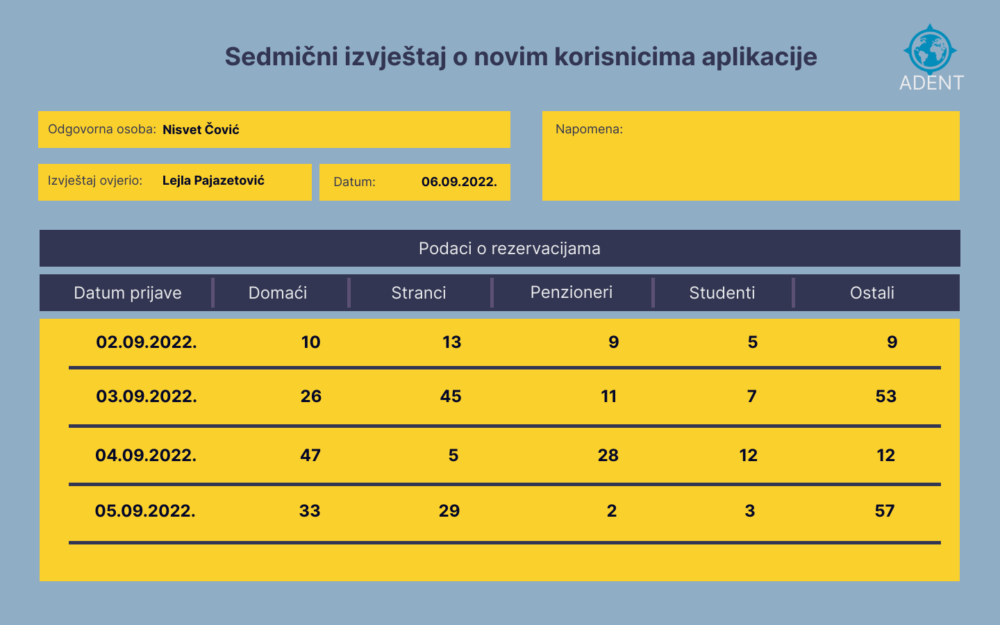 Sedmični izvještaj o novim korisnicima aplikacije
ADENT
Odgovorna osoba: Nisvet Čović
Napomena:
Izvještaj ovjerio: Lejla Pajazetović
Datum: 06.09.2022.
Podaci o rezervacijama
Datum prijave Domaći Stranci Penzioneri Studenti Ostali
02.09.2022. 10 13 9 5 9
03.09.2022. 26 45 11 7 53
04.09.2022. 47 5 28 12 12
05.09.2022. 33 29 2 3 57